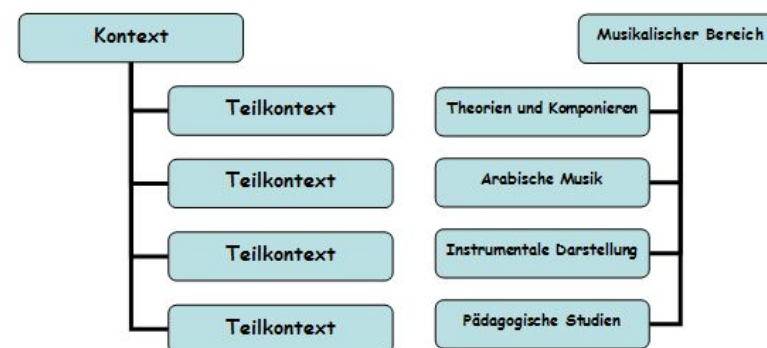 Kontext
Teilkontext
Teilkontext
Teilkontext
Teilkontext
Musikalischer Bereich
Theorien und Komponieren
Arabische Musik
Instrumentale Darstellung
Pädagogische Studien